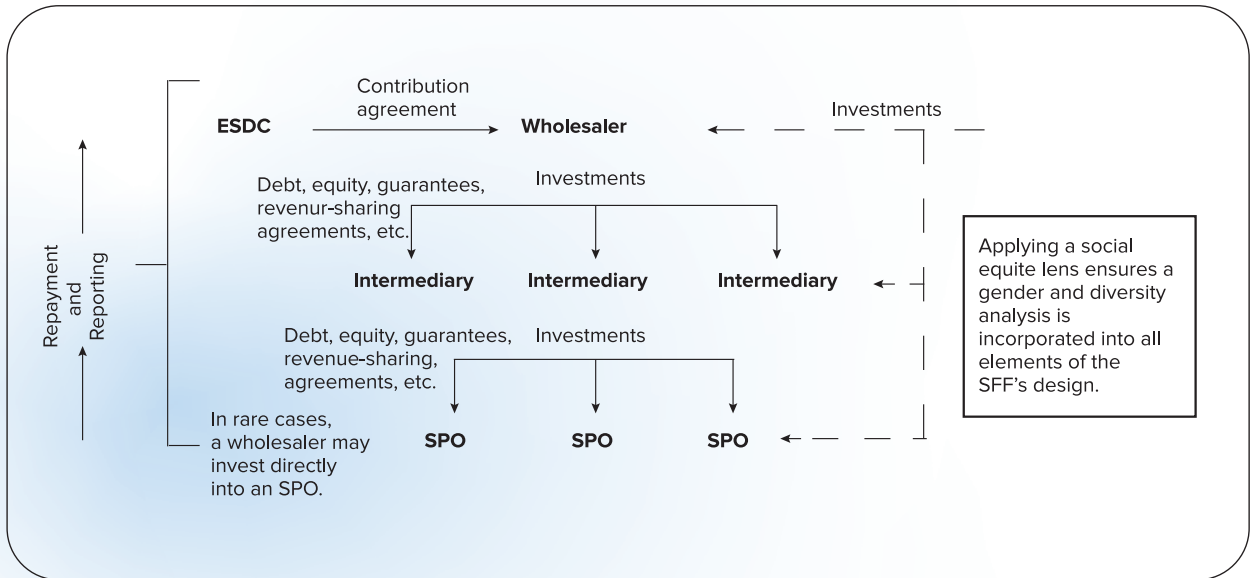 Contribution
agreement
Investments
ESDC
Wholesaler
Debt, equity, guarantees,
revenur-sharing
agreements, etc.
Investments
Intermediary
Intermediary
Intermediary
Repayment
and
Reporting
Applying a social
equite lens ensures a
gender and diversity
analysis is
incorporated into all
elements of the
SFF's design.
Debt, equity, guarantees,
revenue-sharing,
agreements, etc.
Investments
In rare cases,
a wholesaler may
invest directly
into an SPO.
SPO
SPO
SPO